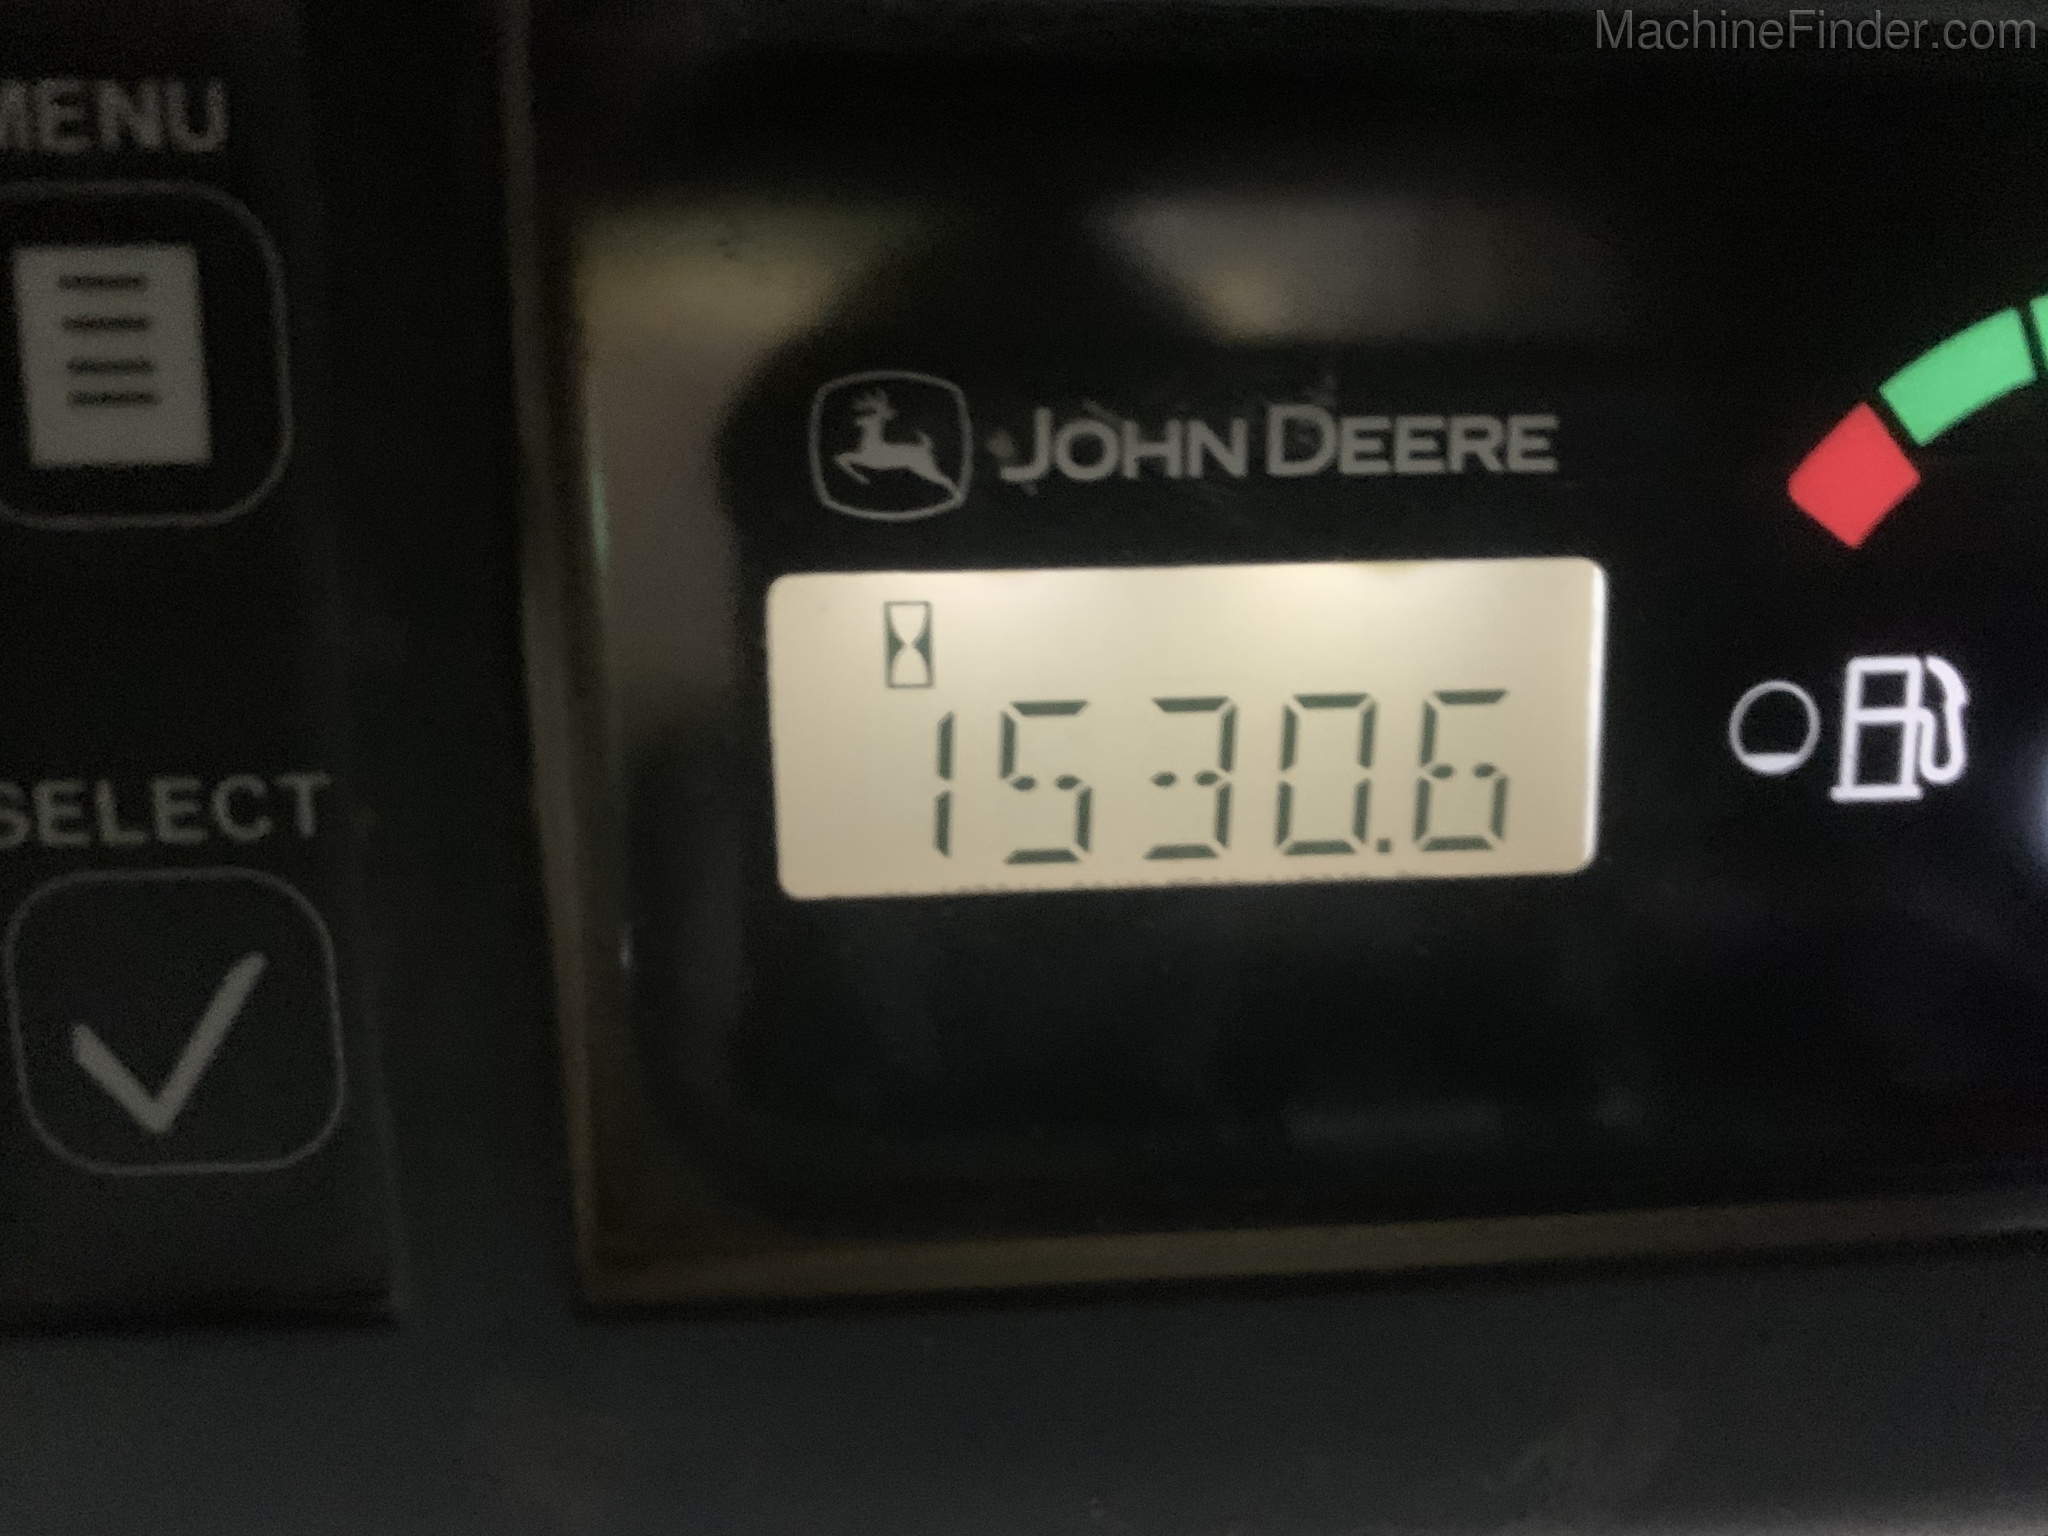 MachineFinder.com
MENU
JOHN DEERE
1530.6
SELECT